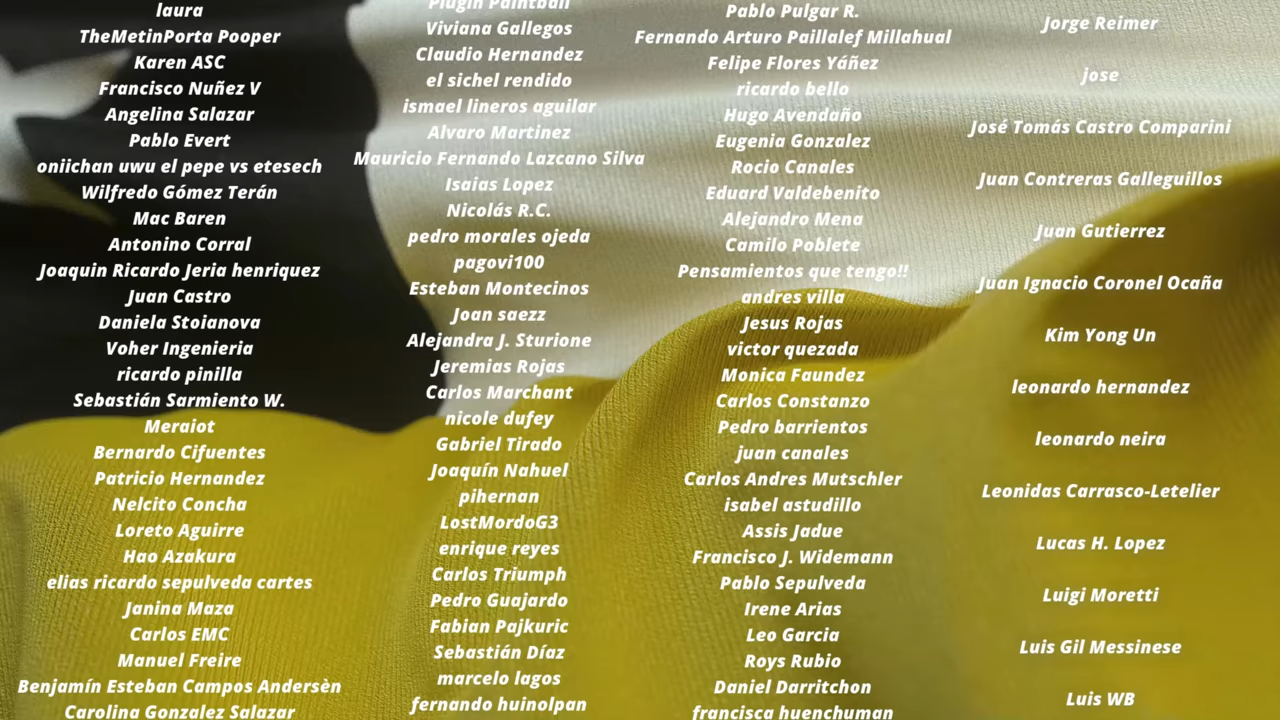 laura
TheMetinPorta Pooper
Karen ASC
Francisco Nuñez V
Angelina Salazar
Pablo Evert
oniichan uwu el pepe vs etesech
Wilfredo Gómez Terán
Mac Baren
Antonino Corral
Joaquin Ricardo Jeria henriquez
Juan Castro
Daniela Stoianova
Voher Ingenieria
ricardo pinilla
Sebastián Sarmiento W.
Meraiot
Bernardo Cifuentes
Patricio Hernandez
Nelcito Concha
Loreto Aguirre
Hao Azakura
elias ricardo sepulveda cartes
Janina Maza
Carlos EMC
Manuel Freire
Benjamín Esteban Campos Andersèn
Carolina Gonzalez Salazar
Plugin Paintball
Viviana Gallegos
Claudio Hernandez
el sichel rendido
ismael lineros aguilar
Alvaro Martinez
Mauricio Fernando Lazcano Silva
Isaias Lopez
Nicolás R.C.
pedro morales ojeda
pagovi100
Esteban Montecinos
Joan saezz
Alejandra J. Sturione
Jeremias Rojas
Carlos Marchant
nicole dufey
Gabriel Tirado
Joaquín Nahuel
pihernan
LostMordoG3
enrique reyes
Carlos Triumph
Pedro Guajardo
Fabian Pajkuric
Sebastián Díaz
marcelo lagos
fernando huinolpan
Pablo Pulgar R.
Fernando Arturo Paillalef Millahual
Felipe Flores Yáñez
ricardo bello
Hugo Avendaño
Eugenia Gonzalez
Rocio Canales
Eduard Valdebenito
Alejandro Mena
Camilo Poblete
Pensamientos que tengo!!
andres villa
Jesus Rojas
victor quezada
Monica Faundez
Carlos Constanzo
Pedro barrientos
juan canales
Carlos Andres Mutschler
isabel astudillo
Assis Jadue
Francisco J. Widemann
Pablo Sepulveda
Irene Arias
Leo Garcia
Roys Rubio
Daniel Darritchon
francisca huenchuman
Jorge Reimer
jose
José Tomás Castro Comparini
Juan Contreras Galleguillos
Juan Gutierrez
Juan Ignacio Coronel Ocaña
Kim Yong Un
leonardo hernandez
leonardo neira
Leonidas Carrasco-Letelier
Lucas H. Lopez
Luigi Moretti
Luis Gil Messinese
Luis WB